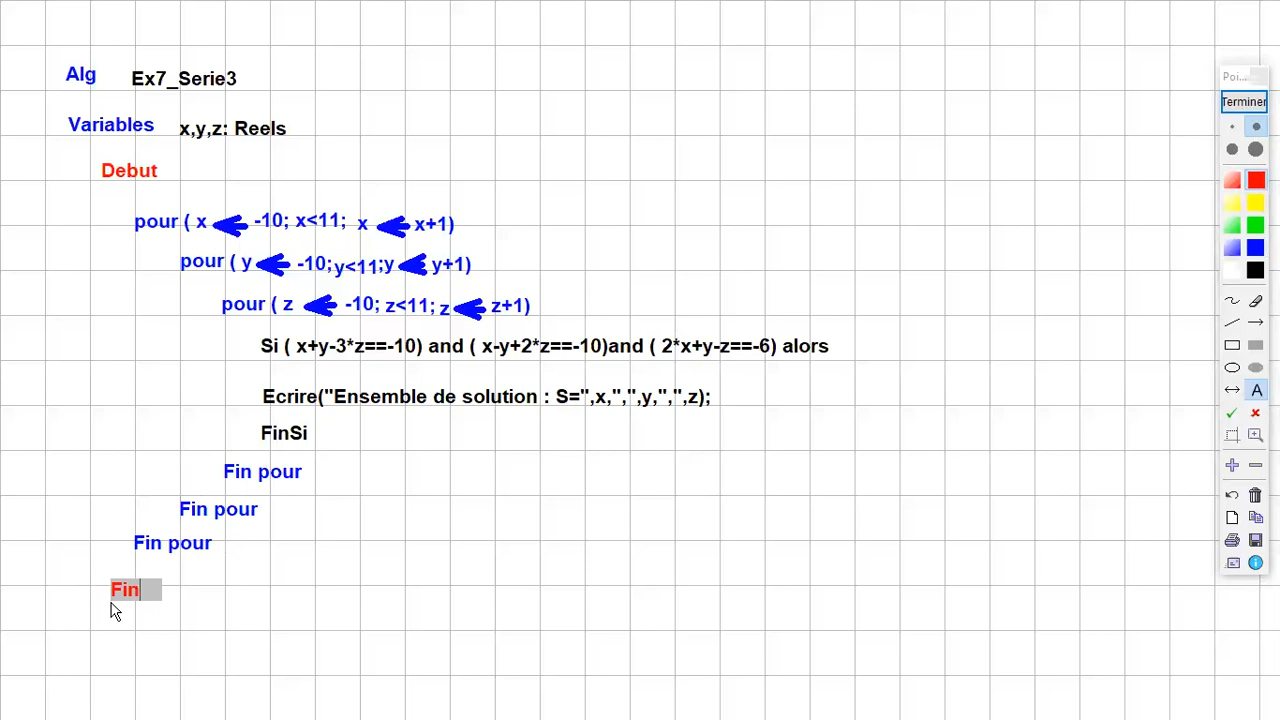 Alg Ex7_Serie3
Variables x,y,z: Reels
Debut
pour ( x -10; x<11; x x+1)
pour ( y -10; y<11; y y+1)
pour ( z -10; z<11; z z+1)
Si ( x+y-3*z==-10) and ( x-y+2*z==-10)and ( 2*x+y-z==-6) alors
Ecrire("Ensemble de solution : S=",x,",",y,",",z);
FinSi
Fin pour
Fin pour
Fin pour
Fin
Terminer
A